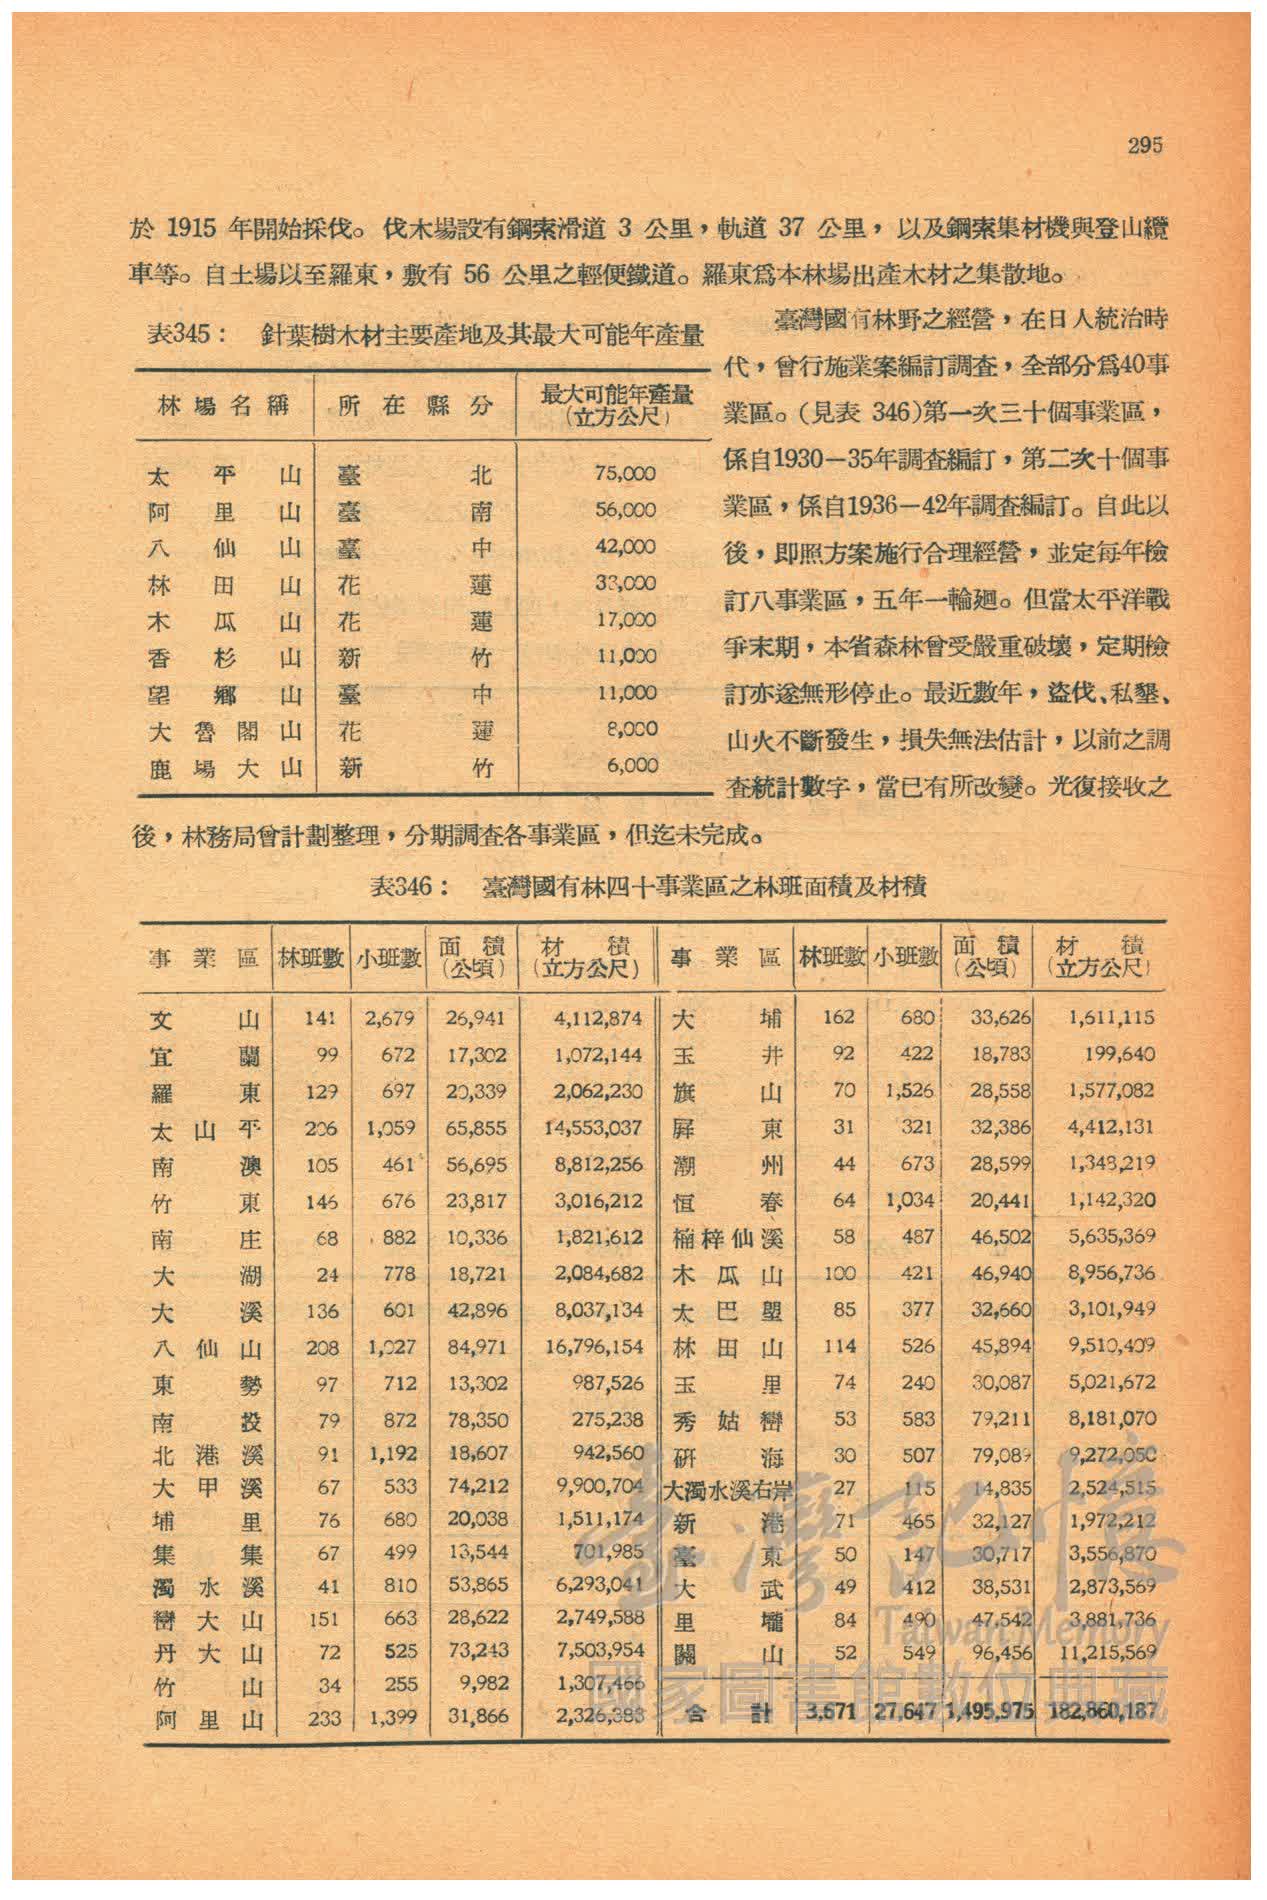 295
於 1915 年開始採伐。伐木場設有鋼索滑道 3 公里，軌道 37 公里，以及鋼索集材機與登山纜
車等。自土場以至羅東，敷有 56 公里之輕便鐵道。羅東爲本林場出產木材之集散地。
表345： 針葉樹木材主要產地及其最大可能年產量
林場名稱 所在縣分 最大可能年產量(立方公尺)
太平山 臺北 75,000
阿里山 臺南 56,000
八仙山 臺中 42,000
林田山 花蓮 33,000
木瓜山 花蓮 17,000
香杉山 新竹 11,000
望鄉山 臺中 11,000
大魯閣山 花蓮 8,000
鹿場大山 新竹 6,000
臺灣國有林野之經營，在日人統治時
代，曾行施業案編訂調查，全部分爲40事
業區。(見表 346)第一次三十個事業區，
係自1930—35年調查編訂，第二次十個事
業區，係自1936—42年調查編訂。自此以
後，即照方案施行合理經營，並定每年檢
訂八事業區，五年一輪廻。但當太平洋戰
爭末期，本省森林曾受嚴重破壞，定期檢
訂亦遂無形停止。最近數年，盜伐、私墾、
山火不斷發生，損失無法估計，以前之調
查統計數字，當已有所改變。光復接收之
後，林務局曾計劃整理，分期調查各事業區，但迄未完成。
表346： 臺灣國有林四十事業區之林班面積及材積
事業區 林班數 小班數 面積(公頃) 材積(立方公尺) 事業區 林班數 小班數 面積(公頃) 材積(立方公尺)
文山 141 2,679 26,941 4,112,874 大埔 162 680 33,626 1,611,115
宜蘭 99 672 17,302 1,072,144 玉井 92 422 18,783 199,640
羅東 129 697 20,339 2,062,230 旗山 70 1,526 28,558 1,577,082
太山平 206 1,059 65,855 14,553,037 屛東 31 321 32,386 4,412,131
南澳 105 461 56,695 8,812,256 潮州 44 673 28,599 1,348,219
竹東 146 676 23,817 3,016,212 恒春 64 1,034 20,441 1,142,320
南庄 68 882 10,336 1,821,612 楠梓仙溪 58 487 46,502 5,635,369
大湖 24 778 18,721 2,084,682 木瓜山 100 421 46,940 8,956,736
大溪 136 601 42,896 8,037,134 太巴塱 85 377 32,660 3,101,949
八仙山 208 1,027 84,971 16,796,154 林田山 114 526 45,894 9,510,409
東勢 97 712 13,302 987,526 玉里 74 240 30,087 5,021,672
南投 79 872 78,350 275,238 秀姑巒 53 583 79,211 8,181,070
北港溪 91 1,192 18,607 942,560 研海 30 507 79,089 9,272,050
大甲溪 67 533 74,212 9,900,704 大濁水溪右岸 27 115 14,835 2,524,515
埔里 76 680 20,038 1,511,174 新港 71 465 32,127 1,972,212
集集 67 499 13,544 701,985 臺東 50 147 30,717 3,556,870
濁水溪 41 810 53,865 6,293,041 大武 49 412 38,531 2,873,569
巒大山 151 663 28,622 2,749,588 里壠 84 490 47,542 3,881,736
丹大山 72 525 73,243 7,503,954 關山 52 549 96,456 11,215,569
竹山 34 255 9,982 1,307,466
阿里山 233 1,399 31,866 2,326,383 合計 3,671 27,647 1,495,975 182,860,187
臺灣記憶
Taiwan Memory
國家圖書館數位典藏